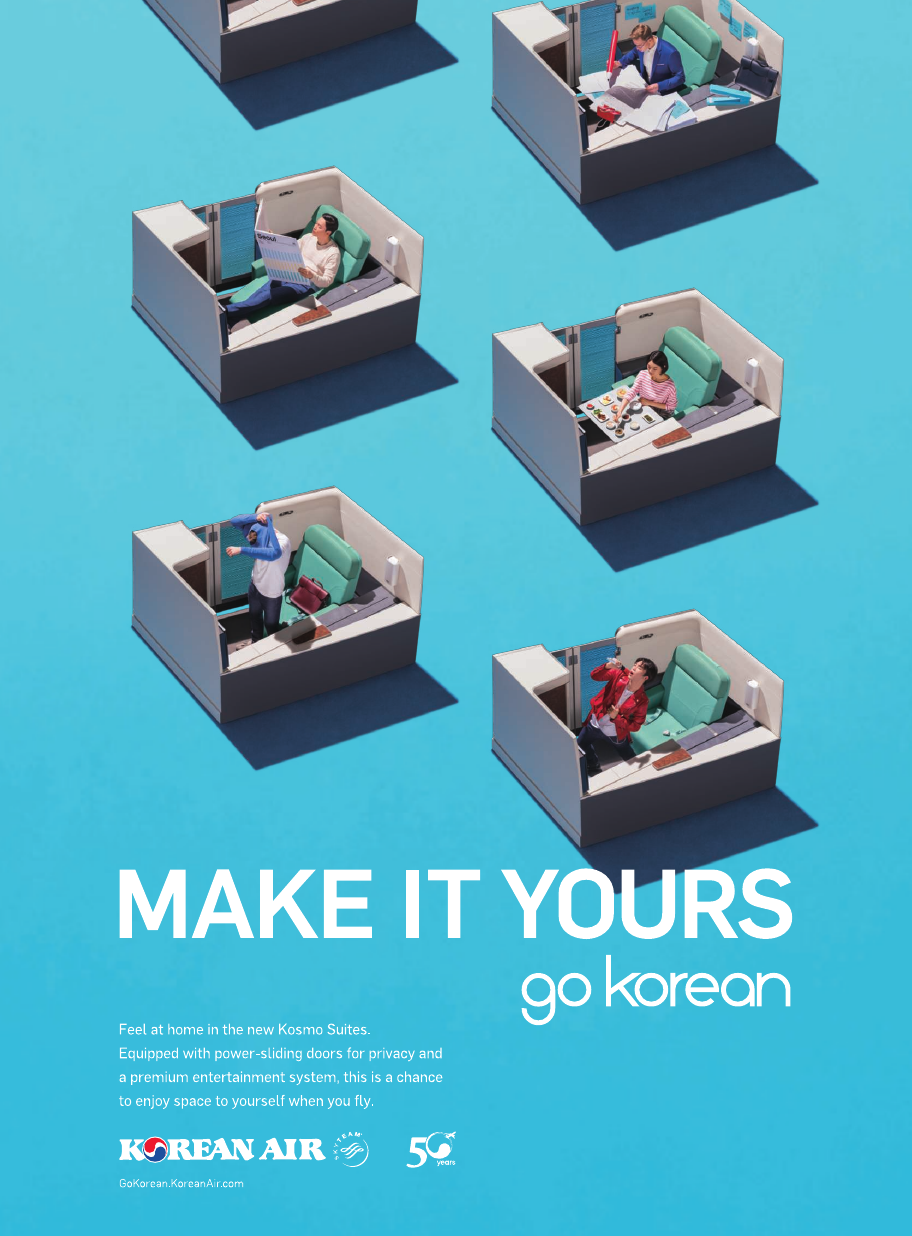 Seoul
MAKE IT YOURS
go korean
Feel at home in the new Kosmo Suites.
Equipped with power-sliding doors for privacy and
a premium entertainment system, this is a chance
to enjoy space to yourself when you fly.
KOREAN AIR
SKYTEAM
50
years
GoKorean.KoreanAir.com